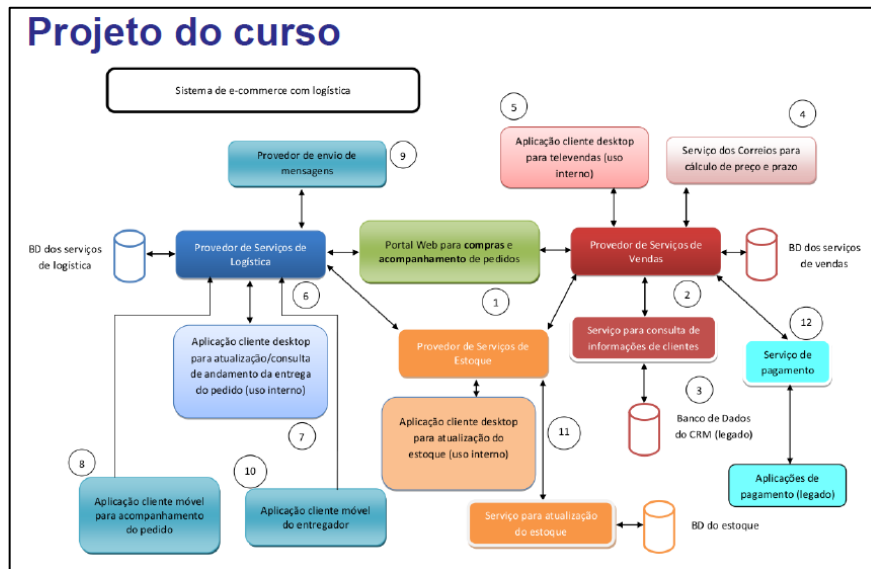 Projeto do curso
Sistema de e-commerce com logística
5
4
Provedor de envio de
mensagens
9
Aplicação cliente desktop
para televendas (uso
interno)
Serviço dos Correios para
cálculo de preço e prazo
BD dos serviços
de logística
Provedor de Serviços de
Logística
Portal Web para compras e
acompanhamento de pedidos
Provedor de Serviços de
Vendas
BD dos serviços
de vendas
6
1
2
12
Aplicação cliente desktop
para atualização/consulta
de andamento da entrega
do pedido (uso interno)
Provedor de Serviços de
Estoque
Serviço para consulta de
informações de clientes
Serviço de
pagamento
7
Aplicação cliente desktop
para atualização do
estoque (uso interno)
11
3
Banco de Dados
do CRM (legado)
8
10
Aplicação cliente móvel
para acompanhamento
do pedido
Aplicação cliente móvel
do entregador
Serviço para atualização
do estoque
BD do estoque
Aplicações de
pagamento (legado)